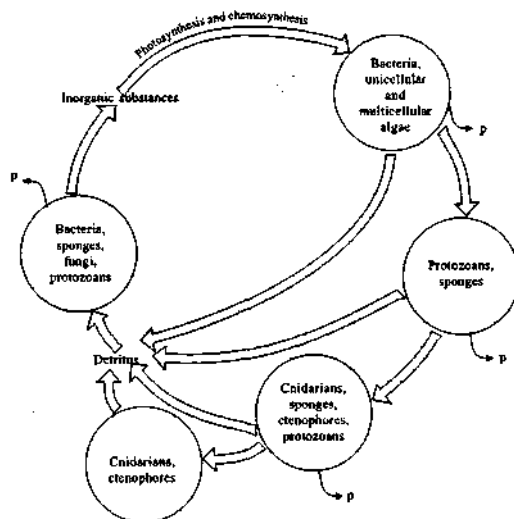 Photosynthesis and chemosynthesis
Bacteria,
unicellular
and
multicellular
algae
p
Inorganic substances
p
Bacteria,
sponges,
fungi,
protozoans
Protozoans,
sponges
p
Detritus
Cnidarians,
sponges,
ctenophores,
protozoans
p
Cnidarians,
ctenophores